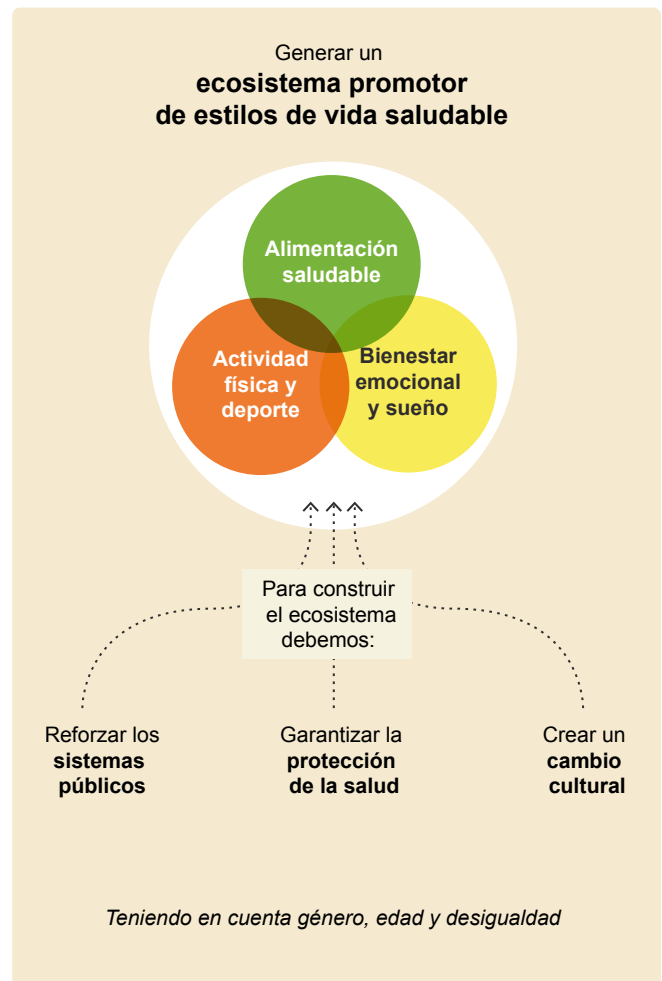 Generar un
ecosistema promotor
de estilos de vida saludable
Alimentación
saludable
Actividad
física y
deporte
Bienestar
emocional
y sueño
Para construir
el ecosistema
debemos:
Reforzar los
sistemas
públicos
Garantizar la
protección
de la salud
Crear un
cambio
cultural
Teniendo en cuenta género, edad y desigualdad